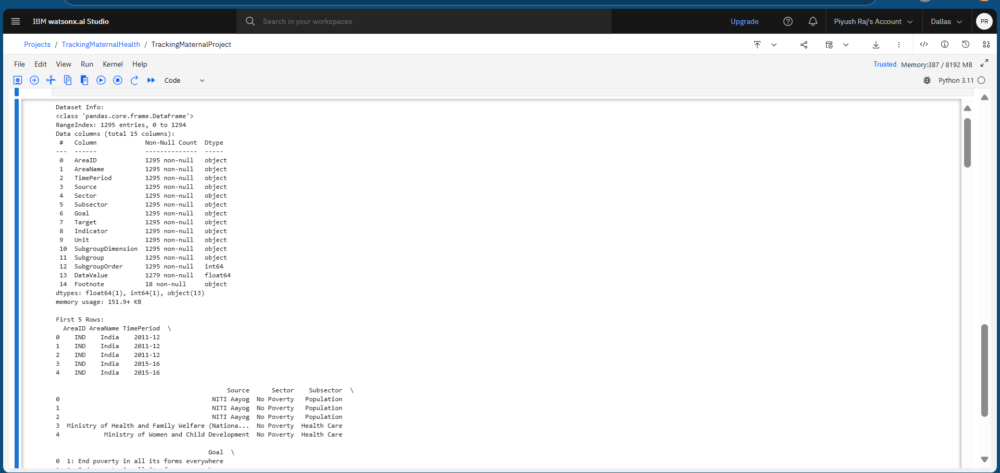 IBM watsonx.ai Studio
Search in your workspaces
Upgrade
Piyush Raj's Account
Dallas
PR
Projects / TrackingMaternalHealth / TrackingMaternalProject
File Edit View Run Kernel Help
Trusted Memory:387 / 8192 MB
Code
Python 3.11
Dataset Info:
<class 'pandas.core.frame.DataFrame'>
RangeIndex: 1295 entries, 0 to 1294
Data columns (total 15 columns):
 #   Column             Non-Null Count  Dtype
---  ------             --------------  -----
 0   AreaID             1295 non-null   object
 1   AreaName           1295 non-null   object
 2   TimePeriod         1295 non-null   object
 3   Source             1295 non-null   object
 4   Sector             1295 non-null   object
 5   Subsector          1295 non-null   object
 6   Goal               1295 non-null   object
 7   Target             1295 non-null   object
 8   Indicator          1295 non-null   object
 9   Unit               1295 non-null   object
 10  SubgroupDimension  1295 non-null   object
 11  Subgroup           1295 non-null   object
 12  SubgroupOrder      1295 non-null   int64
 13  DataValue          1279 non-null   float64
 14  Footnote           18 non-null     object
dtypes: float64(1), int64(1), object(13)
memory usage: 151.9+ KB
First 5 Rows:
  AreaID AreaName TimePeriod  \
0    IND    India    2011-12
1    IND    India    2011-12
2    IND    India    2011-12
3    IND    India    2015-16
4    IND    India    2015-16
Source      Sector    Subsector  \
0                                         NITI Aayog  No Poverty   Population
1                                         NITI Aayog  No Poverty   Population
2                                         NITI Aayog  No Poverty   Population
3  Ministry of Health and Family Welfare (Nationa...  No Poverty  Health Care
4            Ministry of Women and Child Development  No Poverty  Health Care
Goal  \
0  1: End poverty in all its forms everywhere